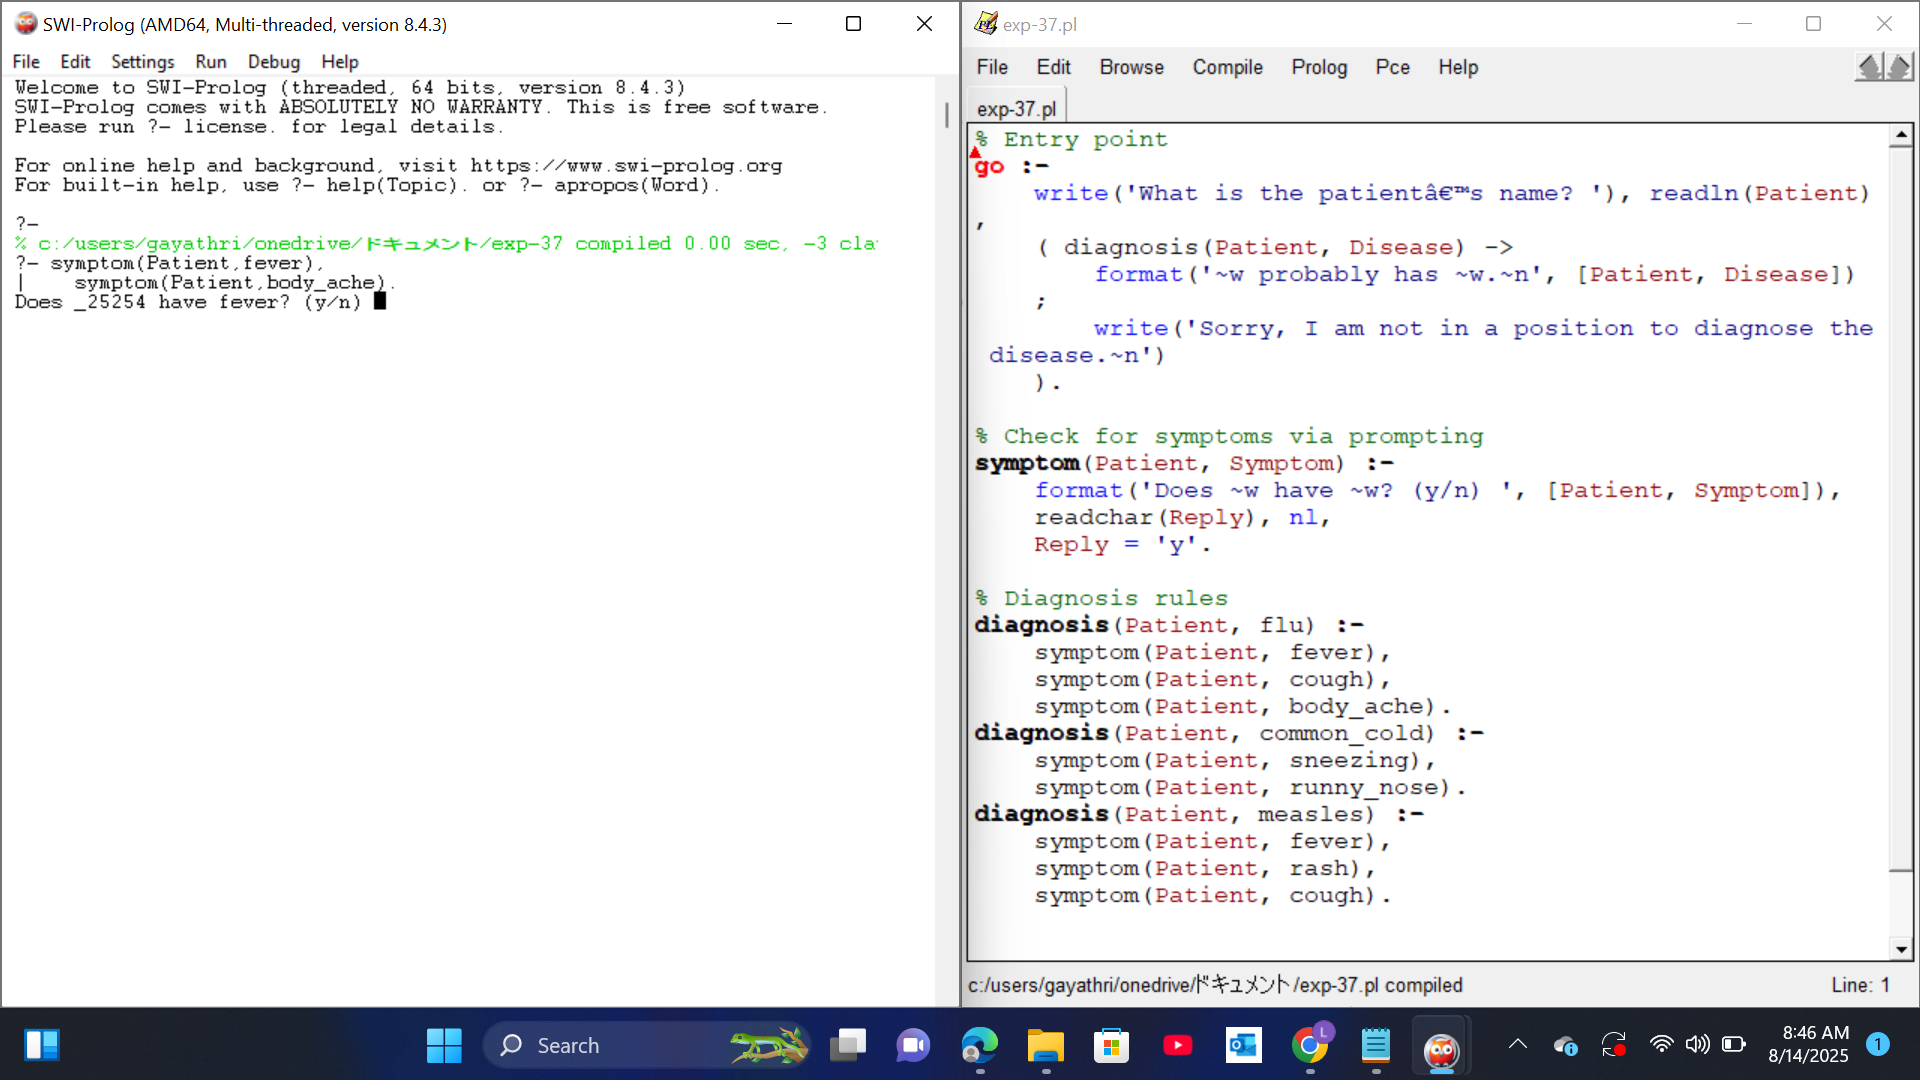 SWI-Prolog (AMD64, Multi-threaded, version 8.4.3)
File Edit Settings Run Debug Help
Welcome to SWI-Prolog (threaded, 64 bits, version 8.4.3)
SWI-Prolog comes with ABSOLUTELY NO WARRANTY. This is free software.
Please run ?- license. for legal details.
For online help and background, visit https://www.swi-prolog.org
For built-in help, use ?- help(Topic). or ?- apropos(Word).
?-
% c:/users/gayathri/onedrive/ドキュメント/exp-37 compiled 0.00 sec, -3 cla
?- symptom(Patient,fever),
|    symptom(Patient,body_ache).
Does _25254 have fever? (y/n)
exp-37.pl
File Edit Browse Compile Prolog Pce Help
exp-37.pl
% Entry point
go :-
    write('What is the patientâ€™s name? '), readln(Patient)
,
    ( diagnosis(Patient, Disease) ->
        format('~w probably has ~w.~n', [Patient, Disease])
    ;
        write('Sorry, I am not in a position to diagnose the
 disease.~n')
    ).
% Check for symptoms via prompting
symptom(Patient, Symptom) :-
    format('Does ~w have ~w? (y/n) ', [Patient, Symptom]),
    readchar(Reply), nl,
    Reply = 'y'.
% Diagnosis rules
diagnosis(Patient, flu) :-
    symptom(Patient, fever),
    symptom(Patient, cough),
    symptom(Patient, body_ache).
diagnosis(Patient, common_cold) :-
    symptom(Patient, sneezing),
    symptom(Patient, runny_nose).
diagnosis(Patient, measles) :-
    symptom(Patient, fever),
    symptom(Patient, rash),
    symptom(Patient, cough).
c:/users/gayathri/onedrive/ドキュメント/exp-37.pl compiled
Line: 1
Search
L
8:46 AM
8/14/2025
1